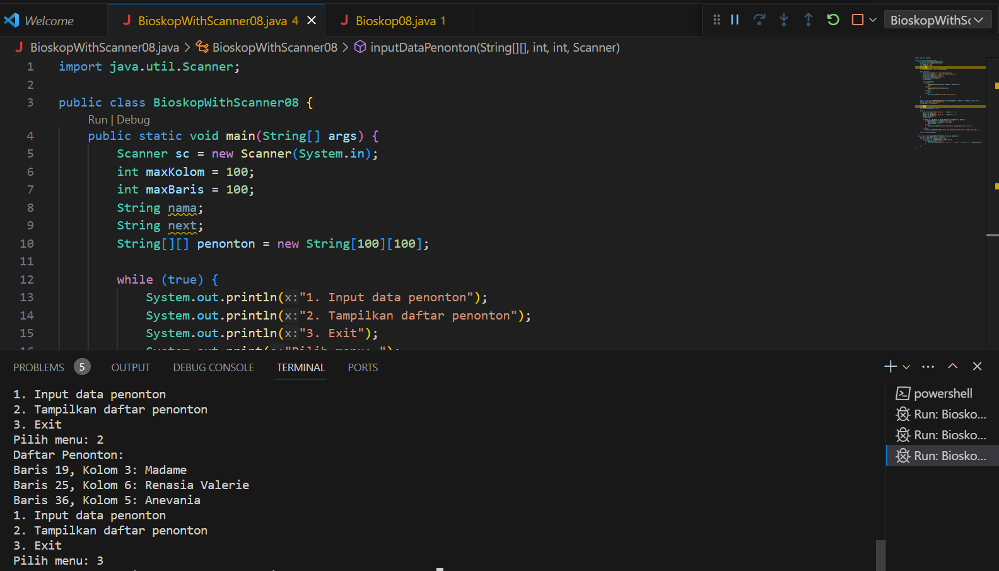 Welcome
J BioskopWithScanner08.java 4
J Bioskop08.java 1
BioskopWithSc
J BioskopWithScanner08.java > BioskopWithScanner08 > inputDataPenonton(String[][], int, int, Scanner)
1 import java.util.Scanner;
2
3 public class BioskopWithScanner08 {
Run | Debug
4 public static void main(String[] args) {
5 Scanner sc = new Scanner(System.in);
6 int maxKolom = 100;
7 int maxBaris = 100;
8 String nama;
9 String next;
10 String[][] penonton = new String[100][100];
11
12 while (true) {
13 System.out.println(x:"1. Input data penonton");
14 System.out.println(x:"2. Tampilkan daftar penonton");
15 System.out.println(x:"3. Exit");
16 System.out.print(s:"Pilih menu: ");
PROBLEMS 5 OUTPUT DEBUG CONSOLE TERMINAL PORTS
1. Input data penonton
2. Tampilkan daftar penonton
3. Exit
Pilih menu: 2
Daftar Penonton:
Baris 19, Kolom 3: Madame
Baris 25, Kolom 6: Renasia Valerie
Baris 36, Kolom 5: Anevania
1. Input data penonton
2. Tampilkan daftar penonton
3. Exit
Pilih menu: 3
powershell
Run: Biosko...
Run: Biosko...
Run: Biosko...